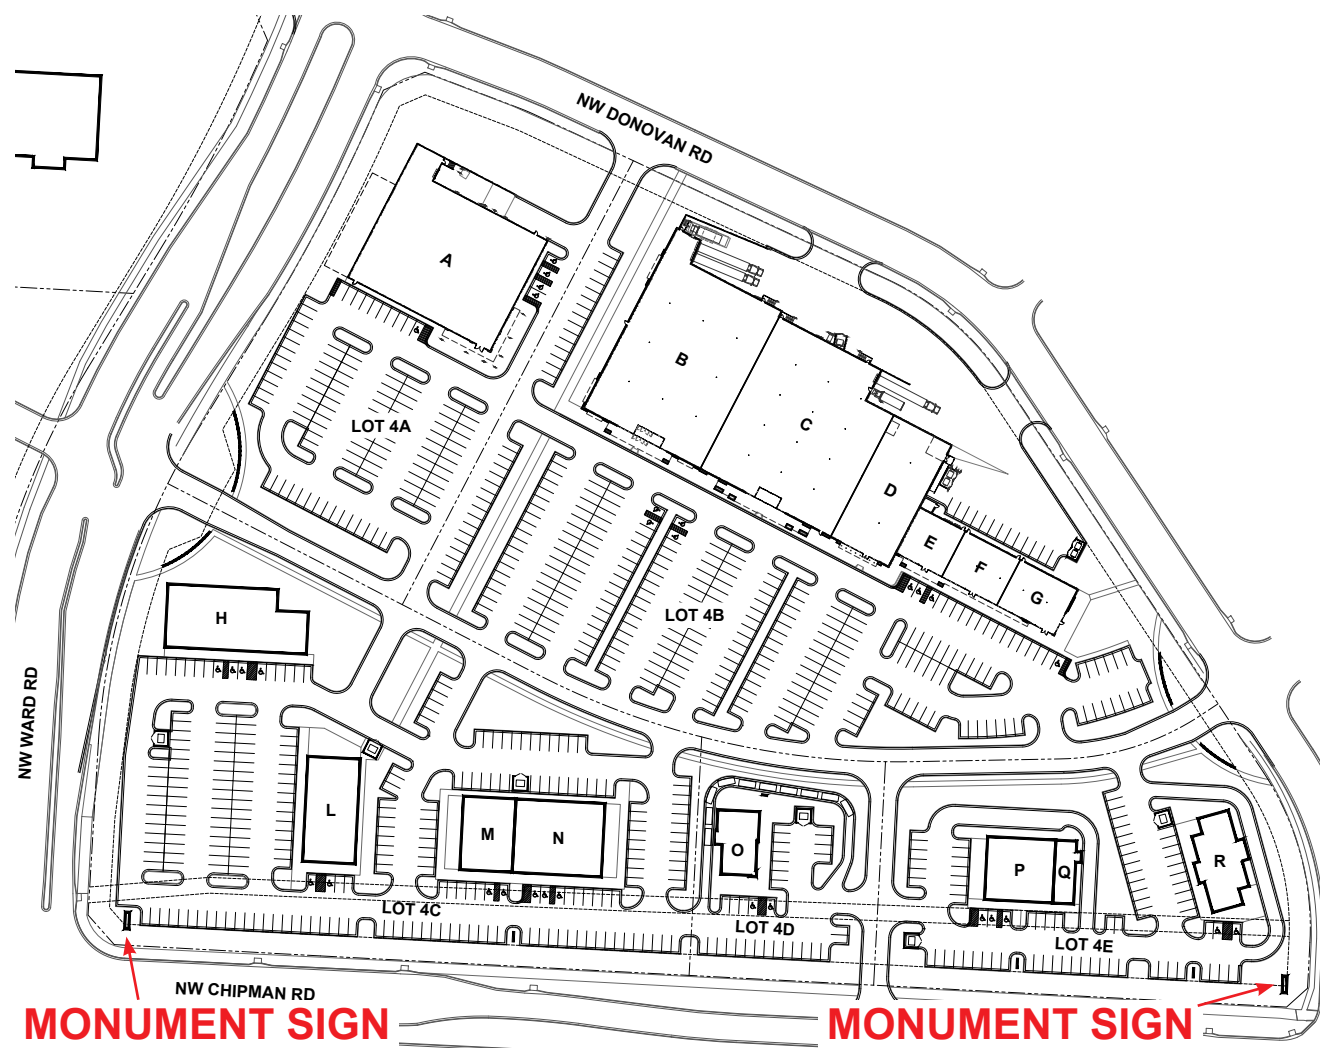 NW DONOVAN RD
A
B
C
LOT 4A
D
E
F
G
H
LOT 4B
NW WARD RD
L
M
N
O
P
Q
R
LOT 4C
LOT 4D
LOT 4E
NW CHIPMAN RD
MONUMENT SIGN
MONUMENT SIGN